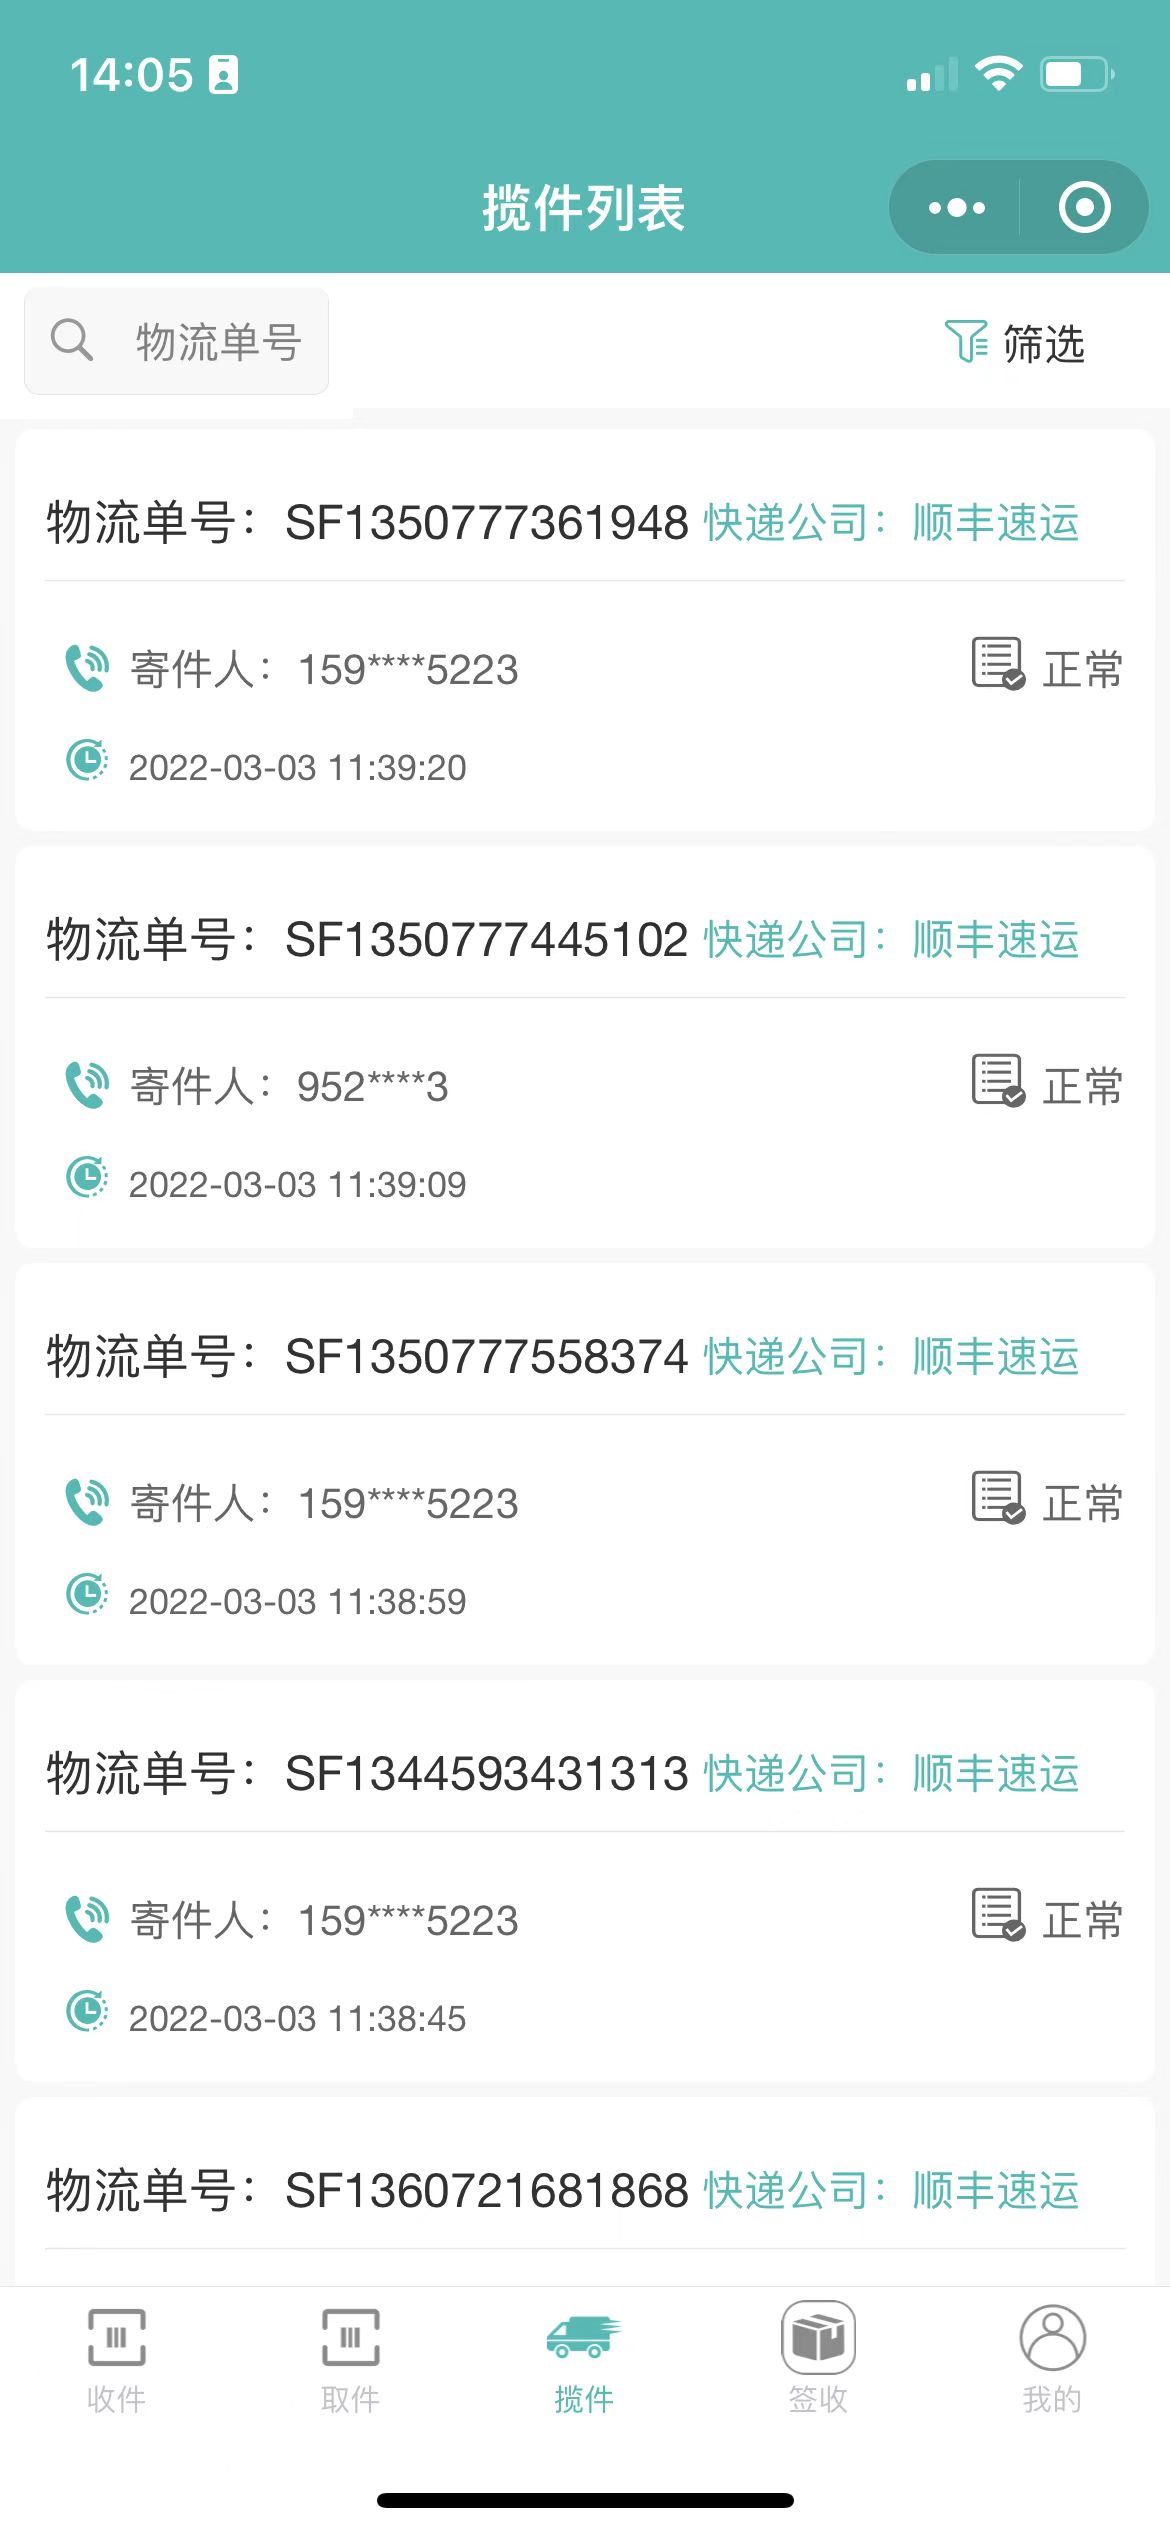 14:05
揽件列表
物流单号
筛选
物流单号：SF1350777361948 快递公司：顺丰速运
寄件人：159****5223 正常
2022-03-03 11:39:20
物流单号：SF1350777445102 快递公司：顺丰速运
寄件人：952****3 正常
2022-03-03 11:39:09
物流单号：SF1350777558374 快递公司：顺丰速运
寄件人：159****5223 正常
2022-03-03 11:38:59
物流单号：SF1344593431313 快递公司：顺丰速运
寄件人：159****5223 正常
2022-03-03 11:38:45
物流单号：SF1360721681868 快递公司：顺丰速运
收件 取件 揽件 签收 我的